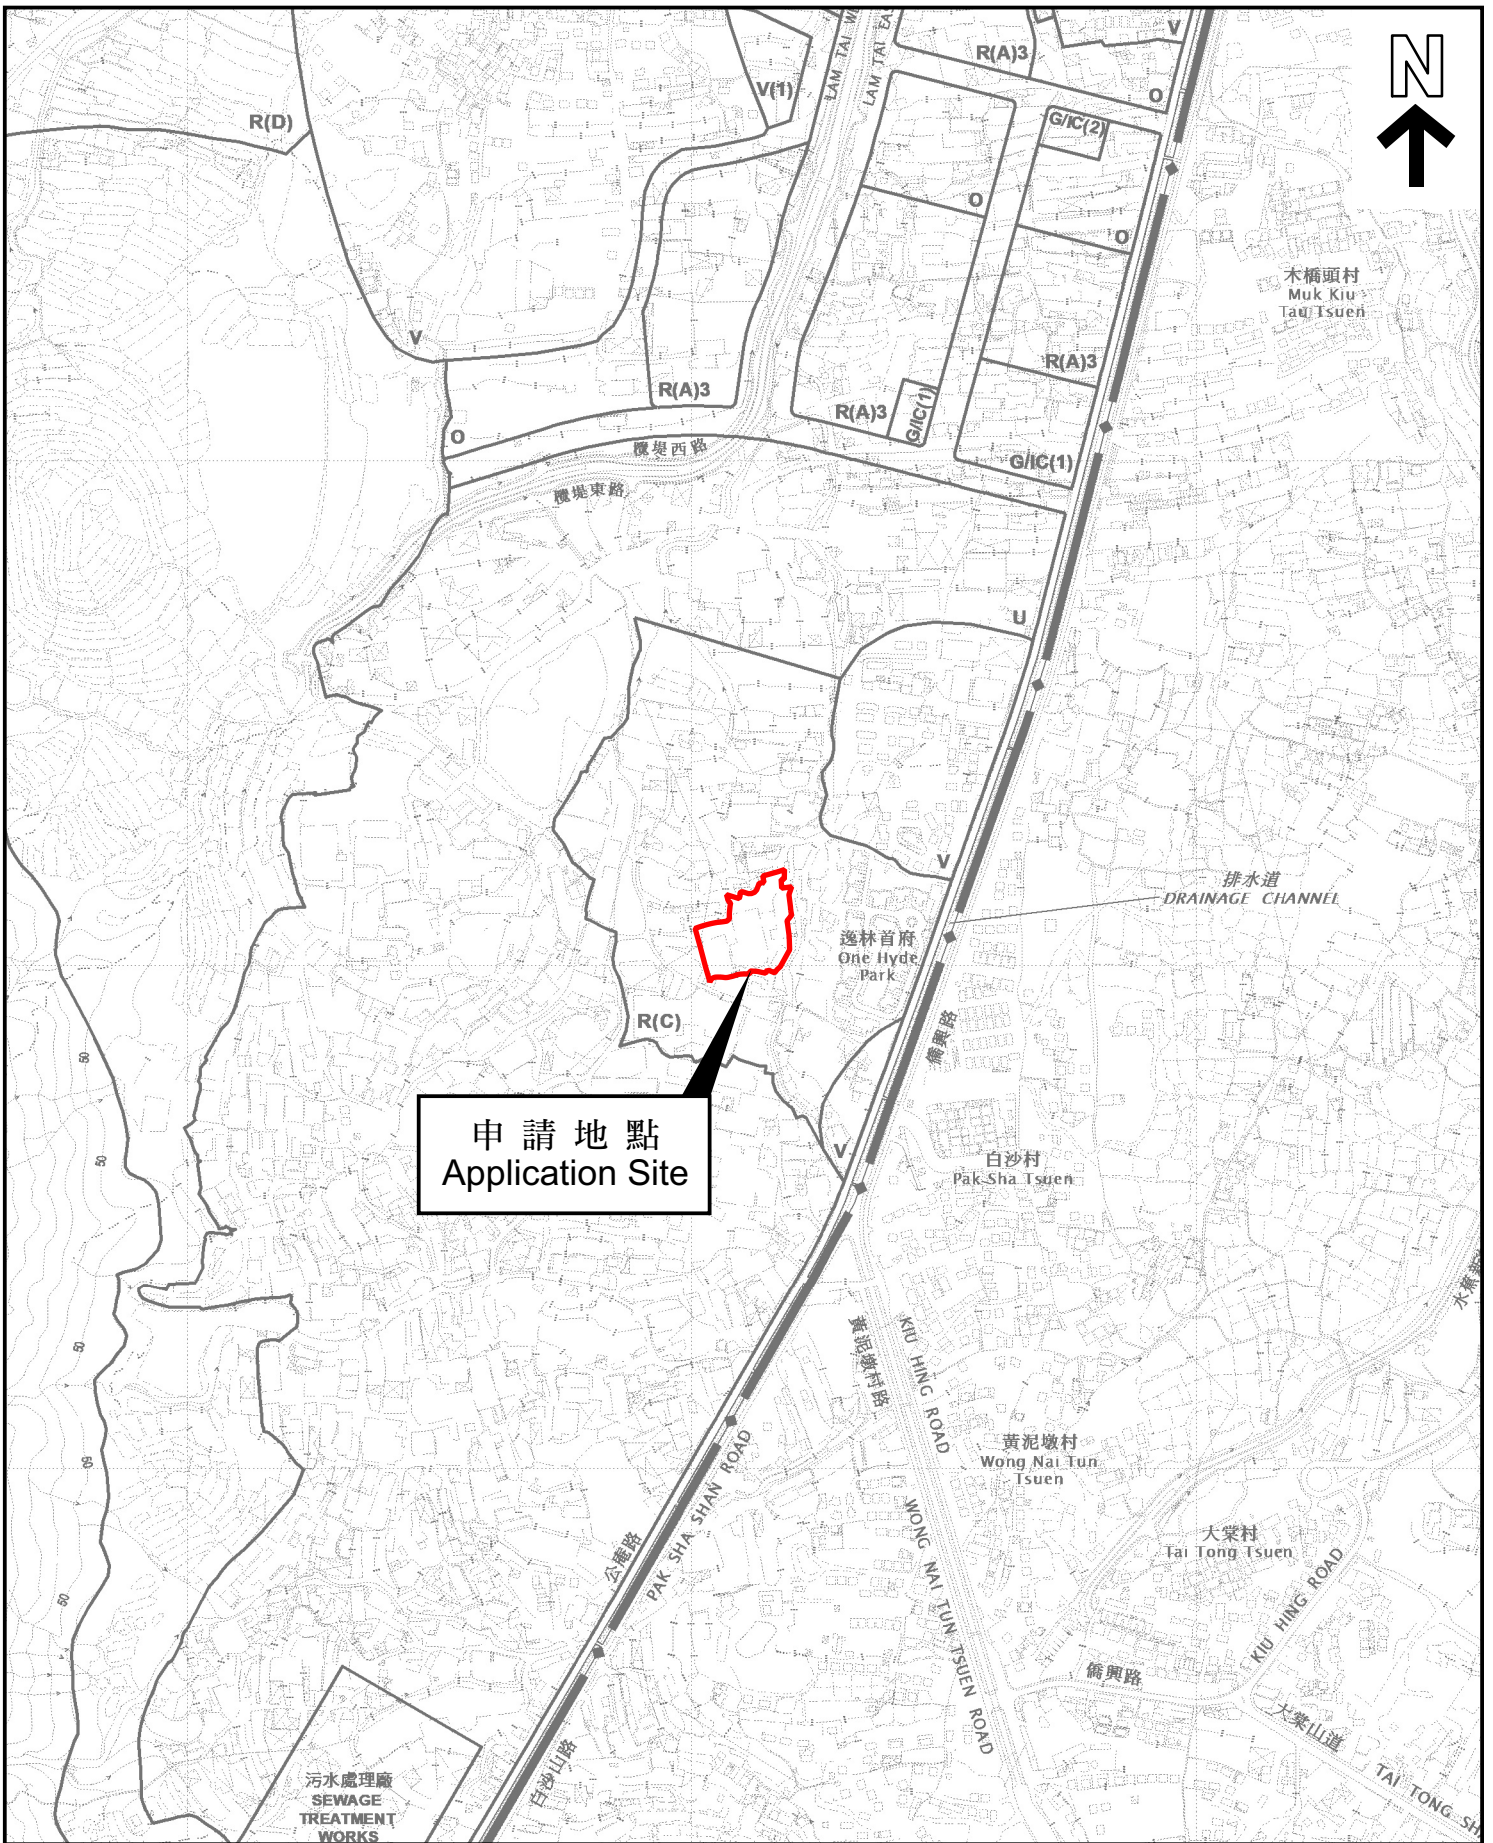 N
R(A)3
V
V(1)
LAM TAI
LAM TAI EAS
O
R(D)
G/IC(2)
O
O
木橋頭村
Muk Kiu
Tau Tsuen
V
R(A)3
R(A)3
R(A)3
G/IC(1)
O
欖堤西路
G/IC(1)
欖堤東路
U
V
排水道
DRAINAGE CHANNEL
逸林首府
One Hyde
Park
R(C)
僑興路
50
申請地點
Application Site
V
白沙村
Pak Sha Tsuen
50
50
黃泥墩村路
KIU HING ROAD
黃泥墩村
Wong Nai Tun
Tsuen
50
公庵路
PAK SHA SHAN ROAD
WONG NAI TUN TSUEN ROAD
大棠村
Tai Tong Tsuen
KIU HING ROAD
50
僑興路
大棠山道
TAI TONG SH
白沙山路
污水處理廠
SEWAGE
TREATMENT
WORKS